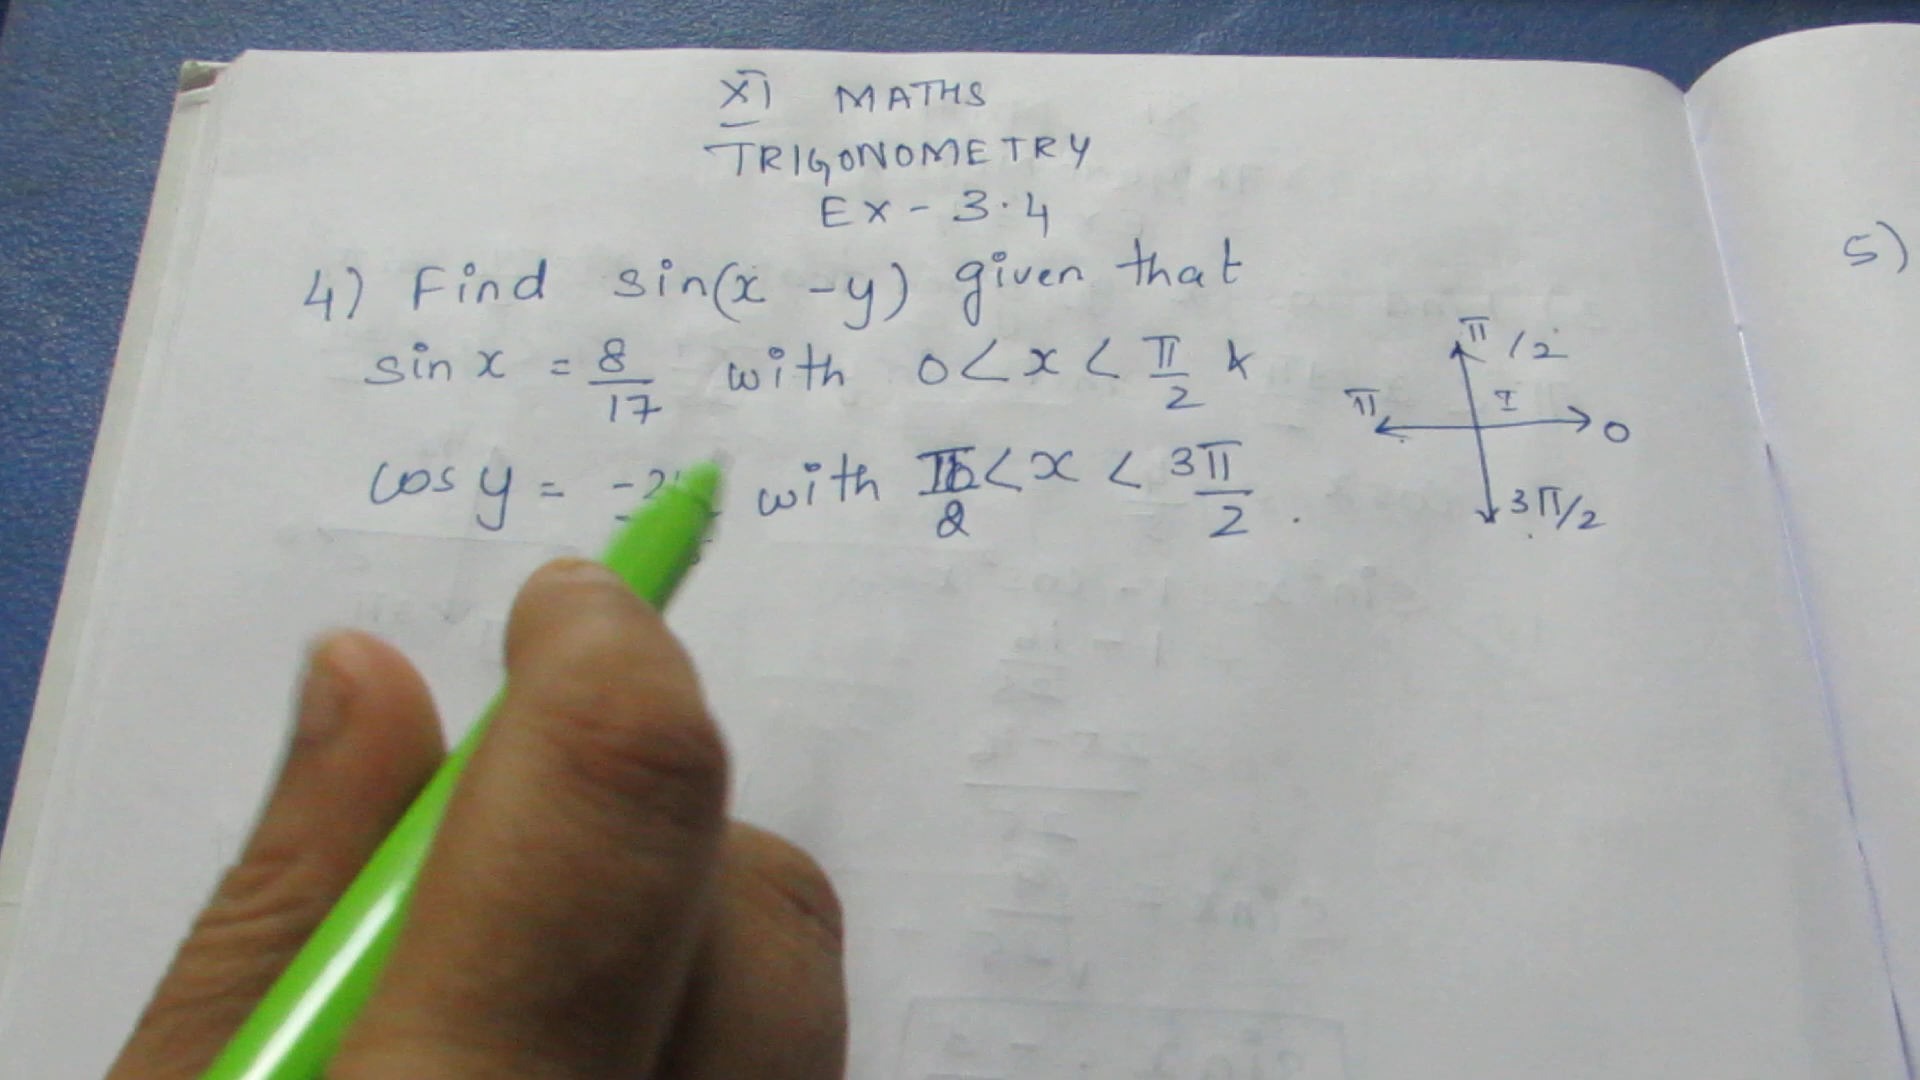 XI MATHS
TRIGONOMETRY
EX - 3.4
4) Find sin(x - y) given that
sin x = 8/17 with 0 < x < π/2 &
cos y = -2 with π/2 < x < 3π/2 .
π/2
π I 0
3π/2
5)